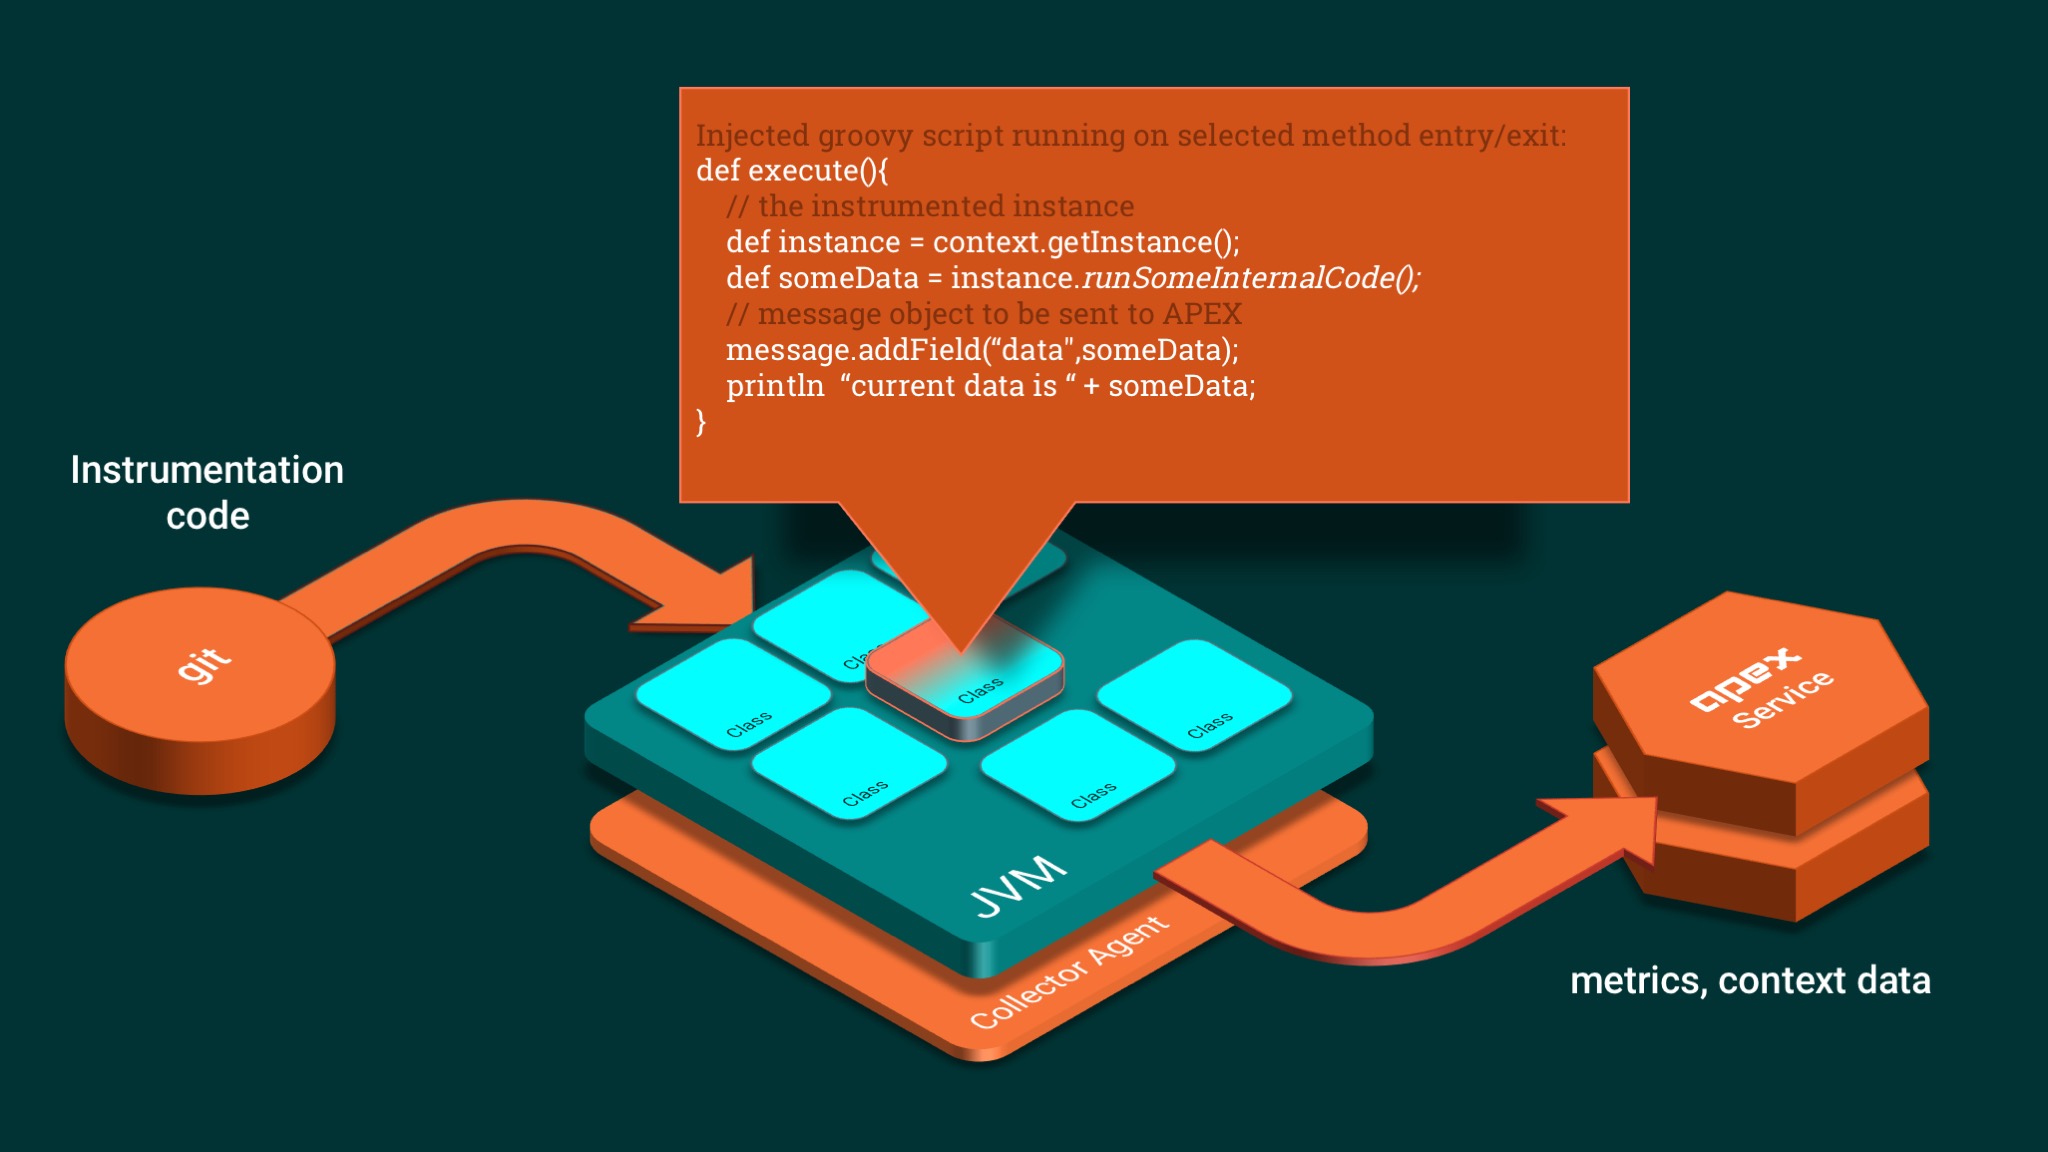 Injected groovy script running on selected method entry/exit:
def execute(){
// the instrumented instance
def instance = context.getInstance();
def someData = instance.runSomeInternalCode();
// message object to be sent to APEX
message.addField(“data",someData);
println “current data is “ + someData;
}
Instrumentation
code
git
Class
Class
Class
Class
Class
Class
JVM
Collector Agent
apex
Service
metrics, context data